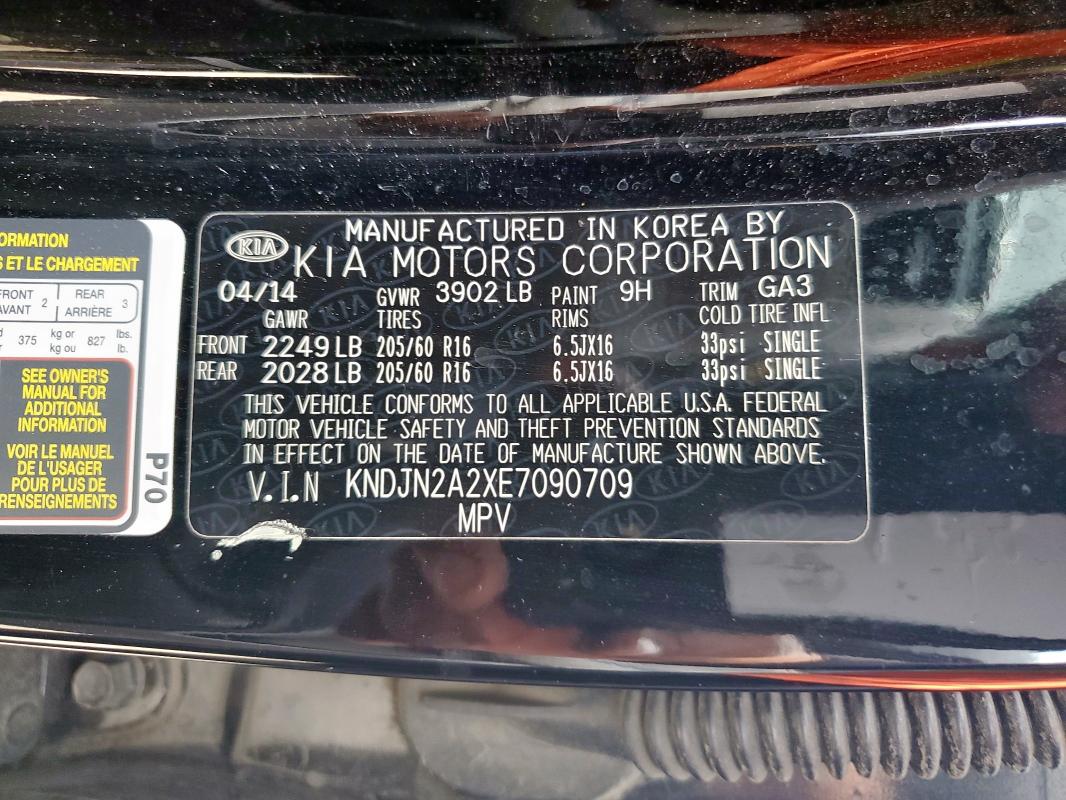 ORMATION
S ET LE CHARGEMENT
FRONT 2 REAR 3
AVANT ARRIÈRE
375 kg or 827 lbs.
kg ou lb.
SEE OWNER'S
MANUAL FOR
ADDITIONAL
INFORMATION
VOIR LE MANUEL
DE L'USAGER
POUR PLUS DE
RENSEIGNEMENTS
P70
MANUFACTURED IN KOREA BY
KIA KIA MOTORS CORPORATION
04/14 GVWR 3902 LB PAINT 9H TRIM GA3
GAWR TIRES RIMS COLD TIRE INFL
FRONT 2249 LB 205/60 R16 6.5JX16 33psi SINGLE
REAR 2028 LB 205/60 R16 6.5JX16 33psi SINGLE
THIS VEHICLE CONFORMS TO ALL APPLICABLE U.S.A. FEDERAL
MOTOR VEHICLE SAFETY AND THEFT PREVENTION STANDARDS
IN EFFECT ON THE DATE OF MANUFACTURE SHOWN ABOVE.
V.I.N KNDJN2A2XE7090709
MPV